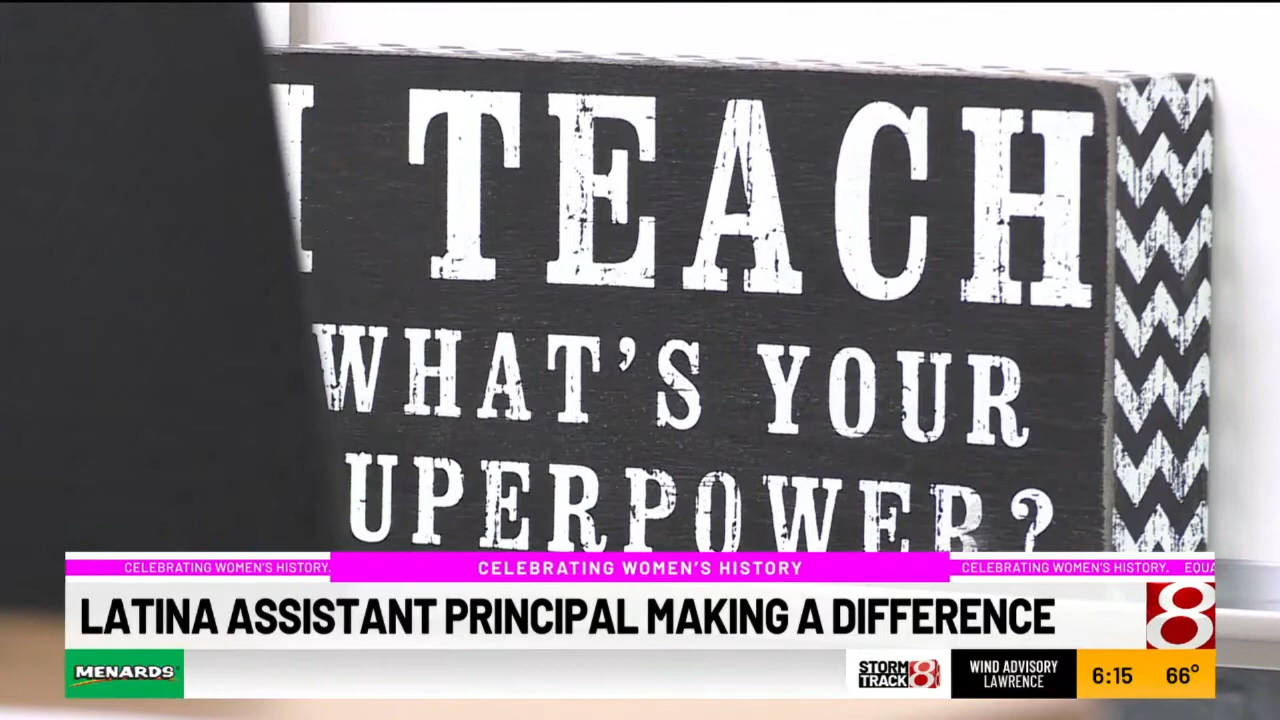 I TEACH
WHAT'S YOUR
UPERPOWER?
CELEBRATING WOMEN'S HISTORY. CELEBRATING WOMEN'S HISTORY CELEBRATING WOMEN'S HISTORY. EQUA
LATINA ASSISTANT PRINCIPAL MAKING A DIFFERENCE
8
MENARDS
STORM TRACK 8
WIND ADVISORY
LAWRENCE
6:15 66°